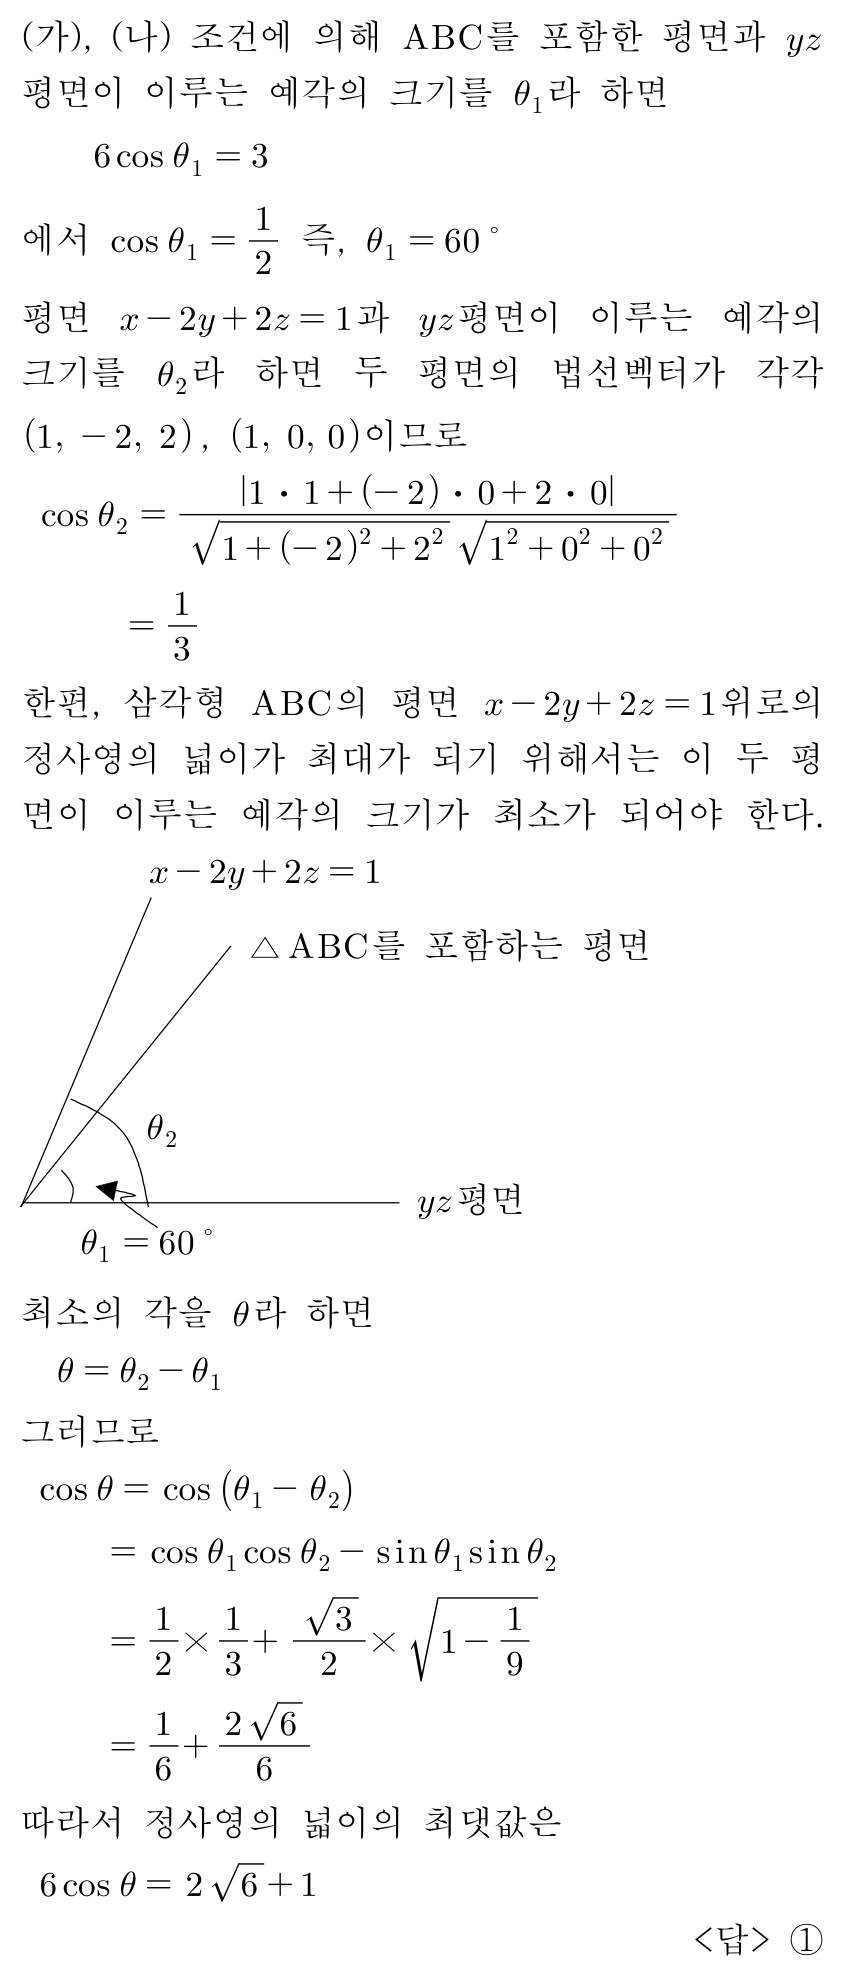 (가), (나) 조건에 의해 ABC를 포함한 평면과 yz
평면이 이루는 예각의 크기를 θ₁라 하면
6cos θ₁ = 3
에서 cos θ₁ = 1/2 즉, θ₁ = 60°
평면 x − 2y + 2z = 1과 yz평면이 이루는 예각의
크기를 θ₂라 하면 두 평면의 법선벡터가 각각
(1, −2, 2), (1, 0, 0)이므로
cos θ₂ = |1・1+(−2)・0+2・0| / (√(1+(−2)²+2²) √(1²+0²+0²))
= 1/3
한편, 삼각형 ABC의 평면 x − 2y + 2z = 1위로의
정사영의 넓이가 최대가 되기 위해서는 이 두 평
면이 이루는 예각의 크기가 최소가 되어야 한다.
x − 2y + 2z = 1
△ABC를 포함하는 평면
θ₂
yz평면
θ₁ = 60°
최소의 각을 θ라 하면
θ = θ₂ − θ₁
그러므로
cos θ = cos (θ₁ − θ₂)
= cos θ₁ cos θ₂ − sin θ₁ sin θ₂
= 1/2 × 1/3 + √3/2 × √(1 − 1/9)
= 1/6 + 2√6/6
따라서 정사영의 넓이의 최댓값은
6cos θ = 2√6 + 1
<답> ①